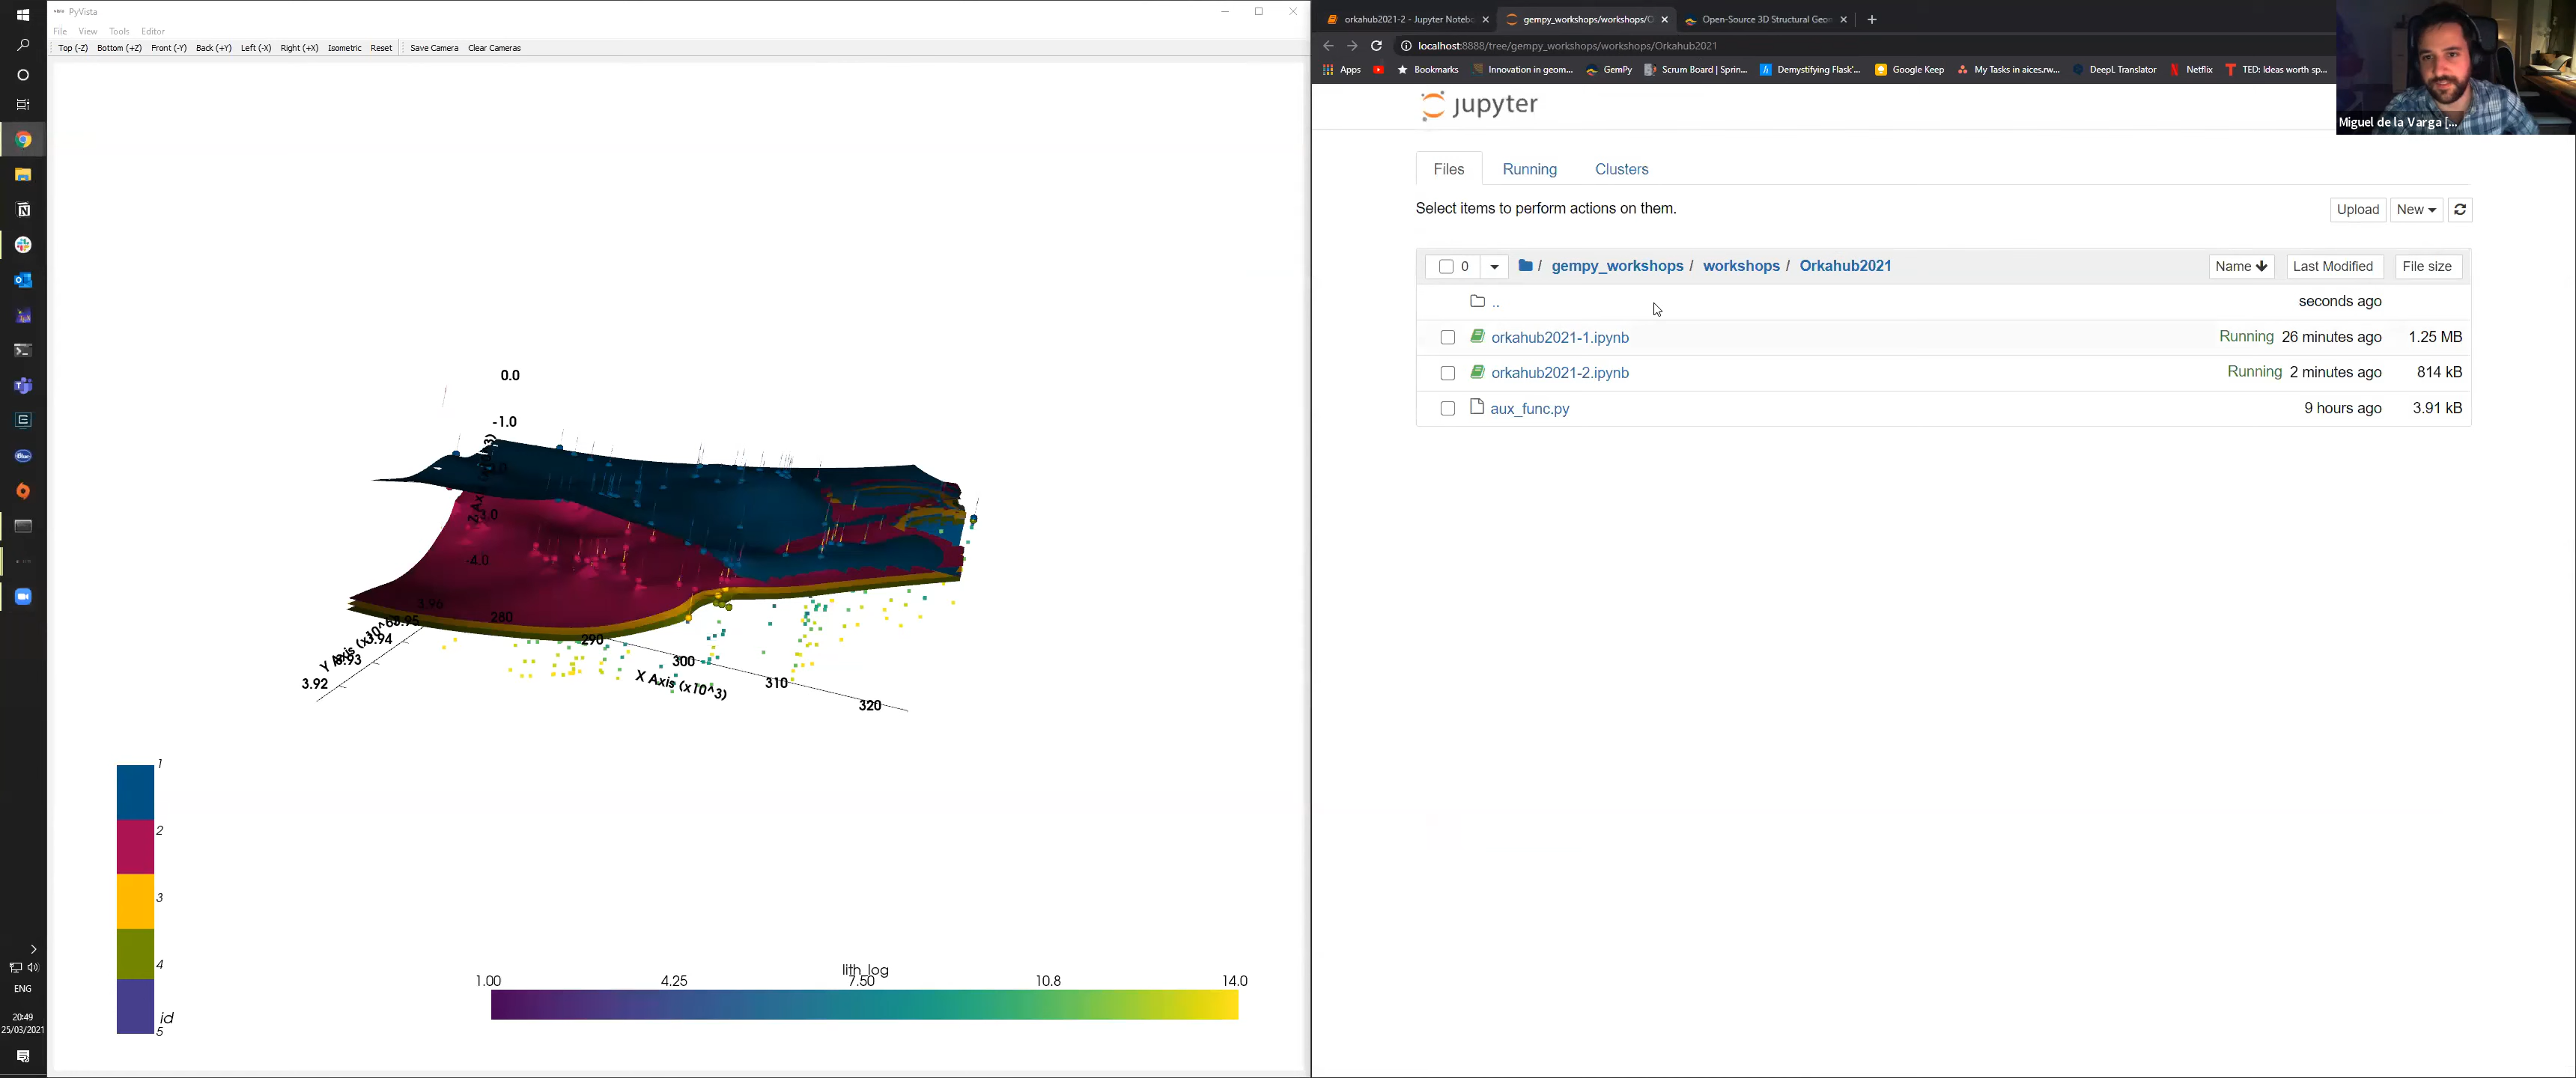 PyVista
File View Tools Editor
Top (-Z) Bottom (+Z) Front (-Y) Back (+Y) Left (-X) Right (+X) Isometric Reset Save Camera Clear Cameras
0.0
-1.0
-3.0
-4.0
3.96
3.94
3.93
3.92
280
290
300
310
320
X Axis (x10^3)
1
2
3
4
5
id
lith_log
1.00 4.25 7.50 10.8 14.0
ENG
20:49
25/03/2021
orkahub2021-2 - Jupyter Notebo
gempy_workshops/workshops/O
Open-Source 3D Structural Geo
localhost:8888/tree/gempy_workshops/workshops/Orkahub2021
Apps Bookmarks Innovation in geom... GemPy Scrum Board | Sprin... Demystifying Flask'... Google Keep My Tasks in aices.rw... DeepL Translator Netflix TED: Ideas worth sp...
Miguel de la Varga [...
jupyter
Files Running Clusters
Select items to perform actions on them.
Upload New
0 / gempy_workshops / workshops / Orkahub2021 Name Last Modified File size
.. seconds ago
orkahub2021-1.ipynb Running 26 minutes ago 1.25 MB
orkahub2021-2.ipynb Running 2 minutes ago 814 kB
aux_func.py 9 hours ago 3.91 kB